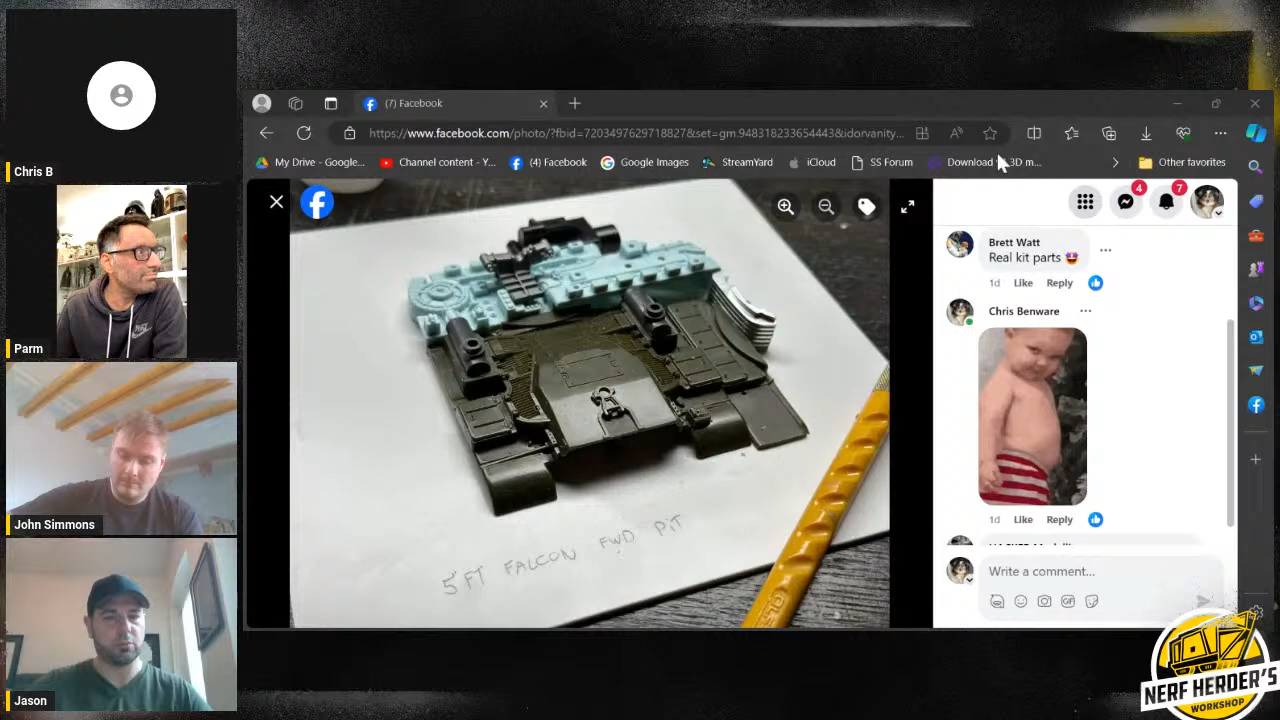 Chris B
Parm
John Simmons
Jason
(7) Facebook
https://www.facebook.com/photo/?fbid=7203497629718827&set=gm.948318233654443&idorvanity...
My Drive - Google...
Channel content - Y...
(4) Facebook
Google Images
StreamYard
iCloud
SS Forum
Download
3D m...
Other favorites
4
7
Brett Watt
Real kit parts 🤩
1d Like Reply
Chris Benware
1d Like Reply
Write a comment...
GIF
5 FT FALCON FWD PIT
NERF HERDER'S
WORKSHOP